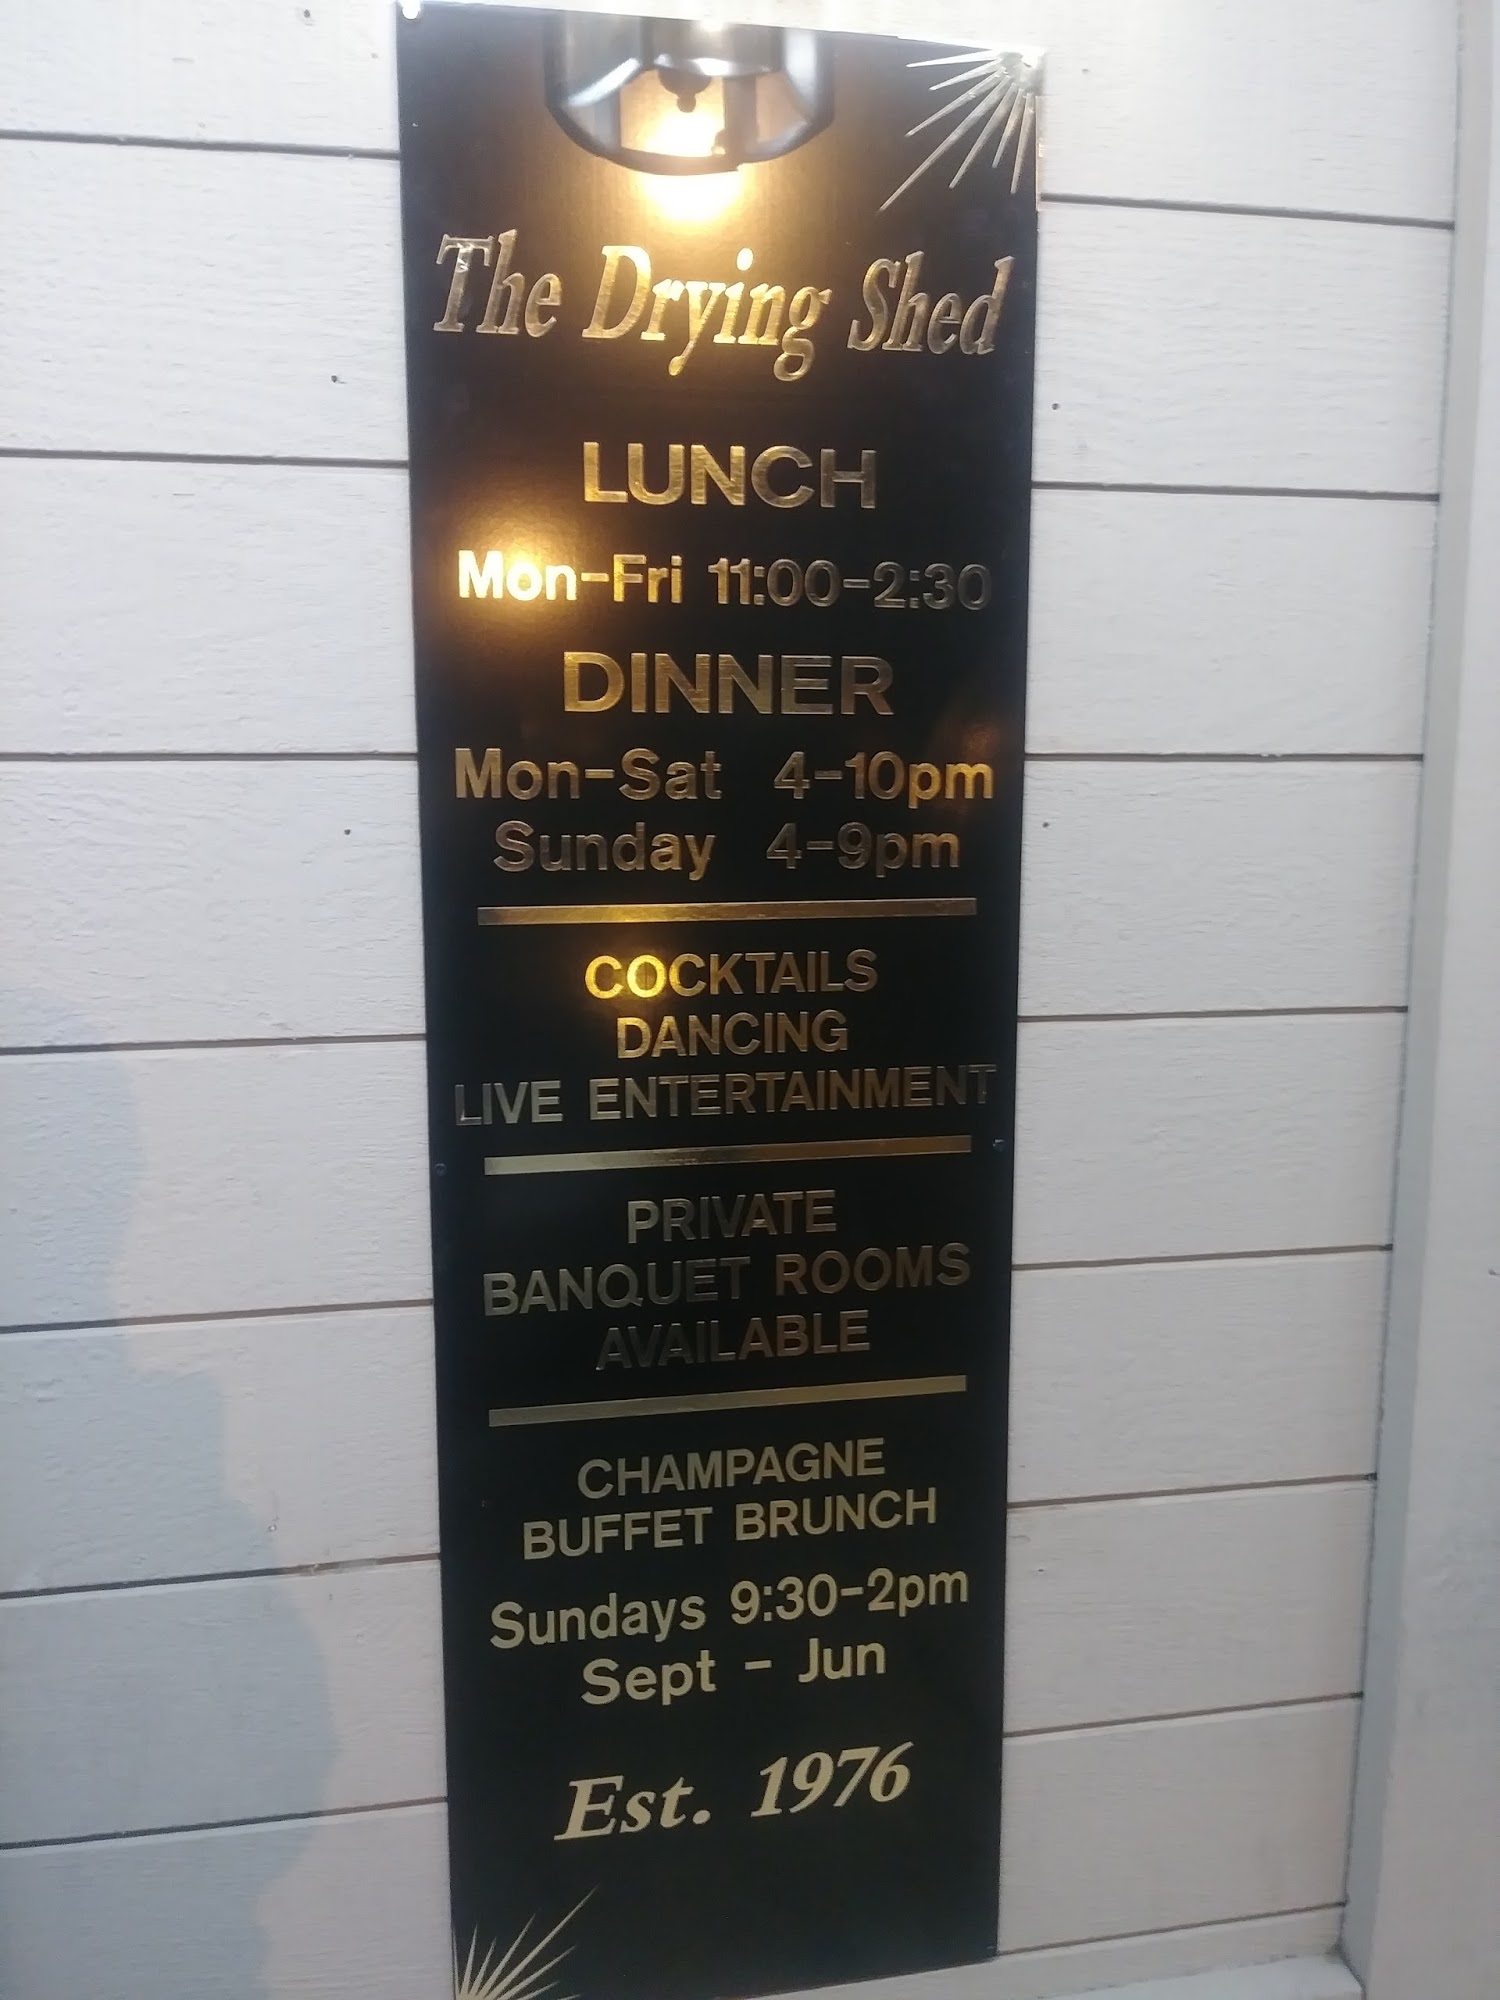 The Drying Shed
LUNCH
Mon-Fri 11:00-2:30
DINNER
Mon-Sat 4-10pm
Sunday 4-9pm
COCKTAILS
DANCING
LIVE ENTERTAINMENT
PRIVATE
BANQUET ROOMS
AVAILABLE
CHAMPAGNE
BUFFET BRUNCH
Sundays 9:30-2pm
Sept - Jun
Est. 1976